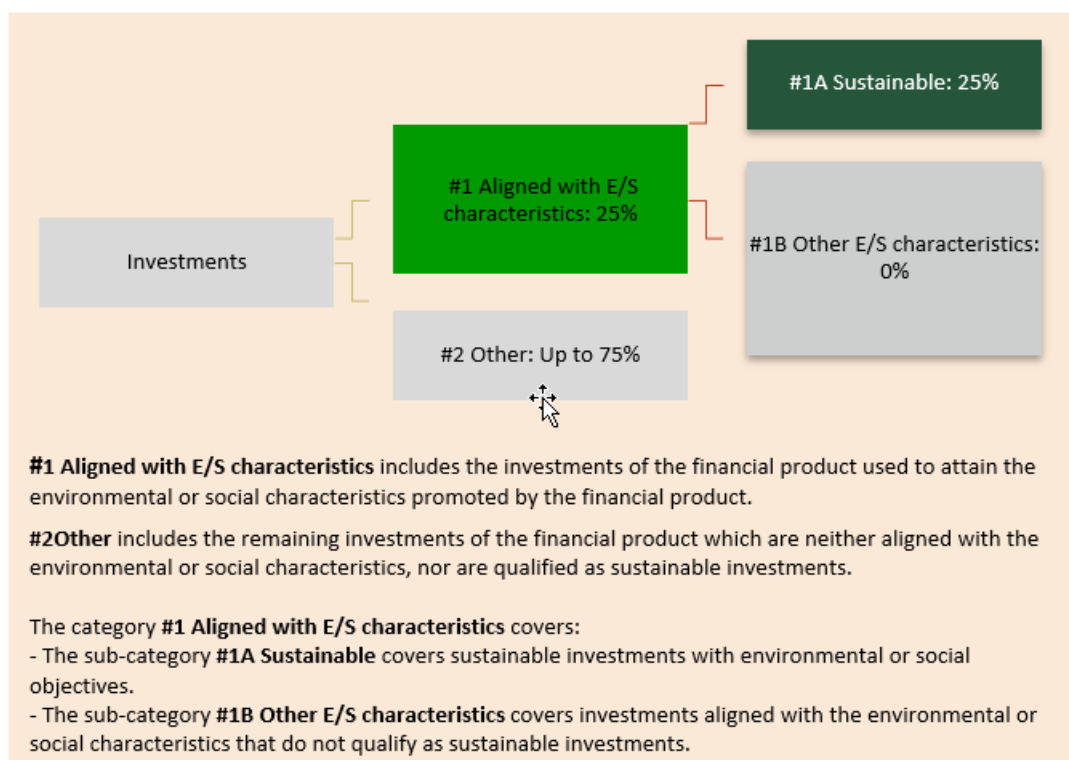 #1A Sustainable: 25%
#1 Aligned with E/S
characteristics: 25%
#1B Other E/S characteristics:
0%
Investments
#2 Other: Up to 75%
#1 Aligned with E/S characteristics includes the investments of the financial product used to attain the
environmental or social characteristics promoted by the financial product.
#2Other includes the remaining investments of the financial product which are neither aligned with the
environmental or social characteristics, nor are qualified as sustainable investments.
The category #1 Aligned with E/S characteristics covers:
- The sub-category #1A Sustainable covers sustainable investments with environmental or social
objectives.
- The sub-category #1B Other E/S characteristics covers investments aligned with the environmental or
social characteristics that do not qualify as sustainable investments.